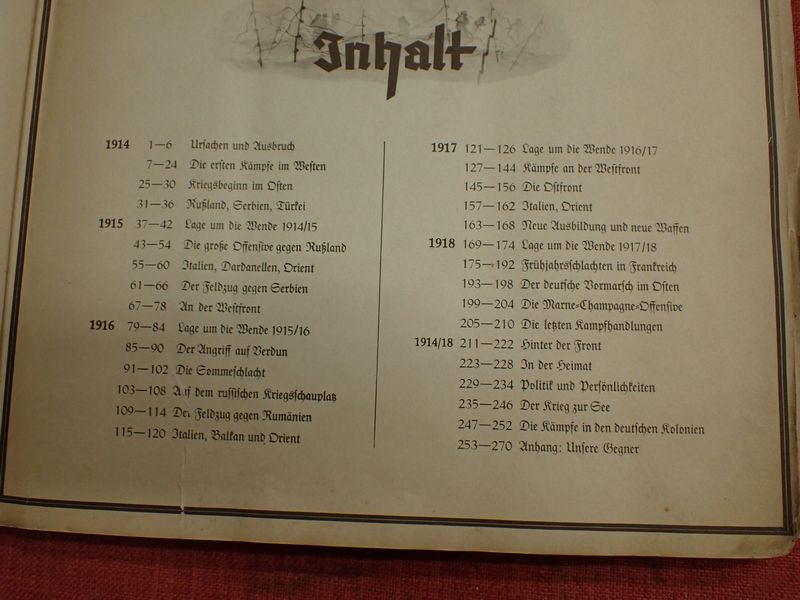 Inhalt
1914 1—6 Ursachen und Ausbruch
7—24 Die ersten Kämpfe im Westen
25—30 Kriegsbeginn im Osten
31—36 Rußland, Serbien, Türkei
1915 37—42 Lage um die Wende 1914/15
43—54 Die große Offensive gegen Rußland
55—60 Italien, Dardanellen, Orient
61—66 Der Feldzug gegen Serbien
67—78 An der Westfront
1916 79—84 Lage um die Wende 1915/16
85—90 Der Angriff auf Verdun
91—102 Die Sommeschlacht
103—108 Auf dem russischen Kriegsschauplatz
109—114 Der Feldzug gegen Rumänien
115—120 Italien, Balkan und Orient
1917 121—126 Lage um die Wende 1916/17
127—144 Kämpfe an der Westfront
145—156 Die Ostfront
157—162 Italien, Orient
163—168 Neue Ausbildung und neue Waffen
1918 169—174 Lage um die Wende 1917/18
175—192 Frühjahrsschlachten in Frankreich
193—198 Der deutsche Vormarsch im Osten
199—204 Die Marne-Champagne-Offensive
205—210 Die letzten Kampfhandlungen
1914/18 211—222 Hinter der Front
223—228 In der Heimat
229—234 Politik und Persönlichkeiten
235—246 Der Krieg zur See
247—252 Die Kämpfe in den deutschen Kolonien
253—270 Anhang: Unsere Gegner